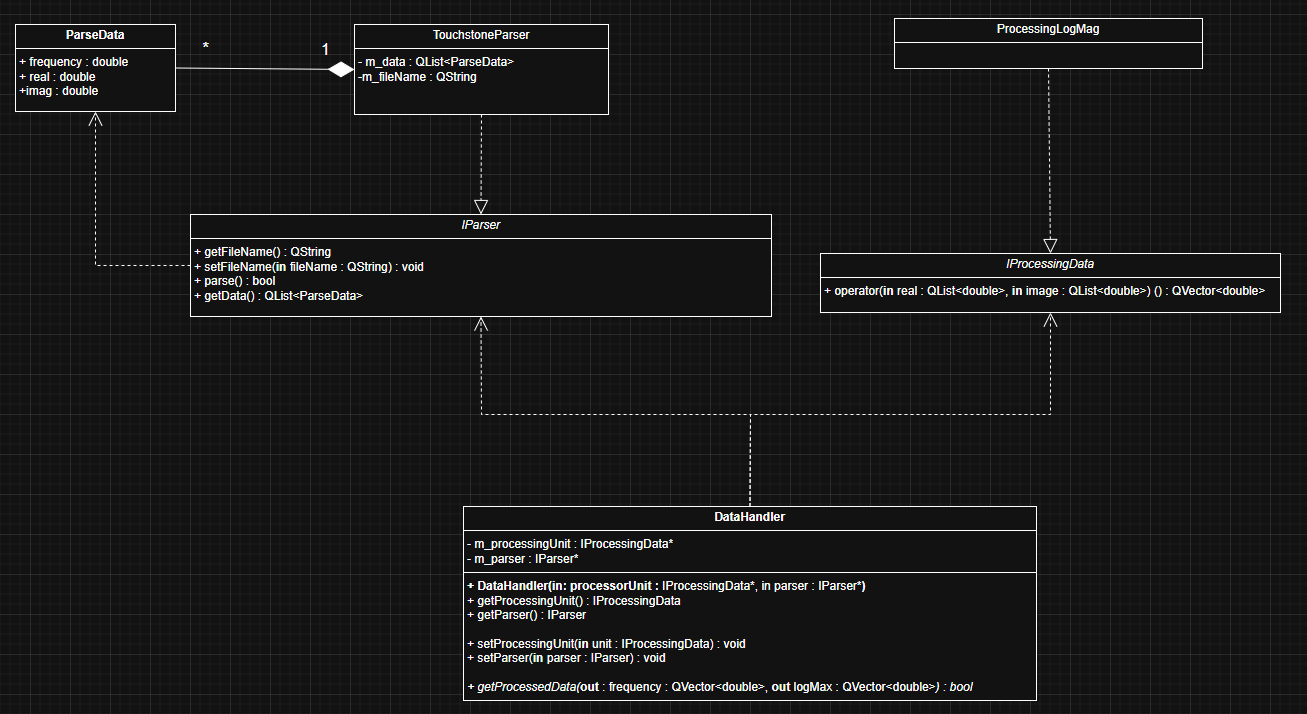 ParseData
+ frequency : double
+ real : double
+imag : double
*
1
TouchstoneParser
- m_data : QList<ParseData>
-m_fileName : QString
ProcessingLogMag
IParser
+ getFileName() : QString
+ setFileName(in fileName : QString) : void
+ parse() : bool
+ getData() : QList<ParseData>
IProcessingData
+ operator(in real : QList<double>, in image : QList<double>) () : QVector<double>
DataHandler
- m_processingUnit : IProcessingData*
- m_parser : IParser*
+ DataHandler(in: processorUnit : IProcessingData*, in parser : IParser*)
+ getProcessingUnit() : IProcessingData
+ getParser() : IParser
+ setProcessingUnit(in unit : IProcessingData) : void
+ setParser(in parser : IParser) : void
+ getProcessedData(out : frequency : QVector<double>, out logMax : QVector<double>) : bool